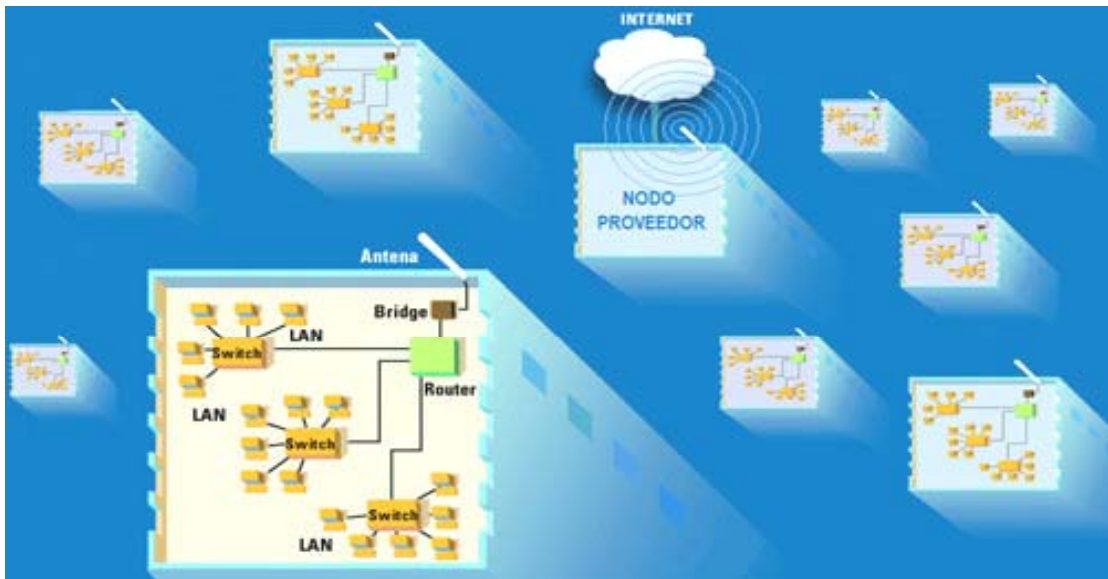 INTERNET
NODO
PROVEEDOR
Antena
Bridge
LAN
Switch
Router
LAN
Switch
Switch
LAN